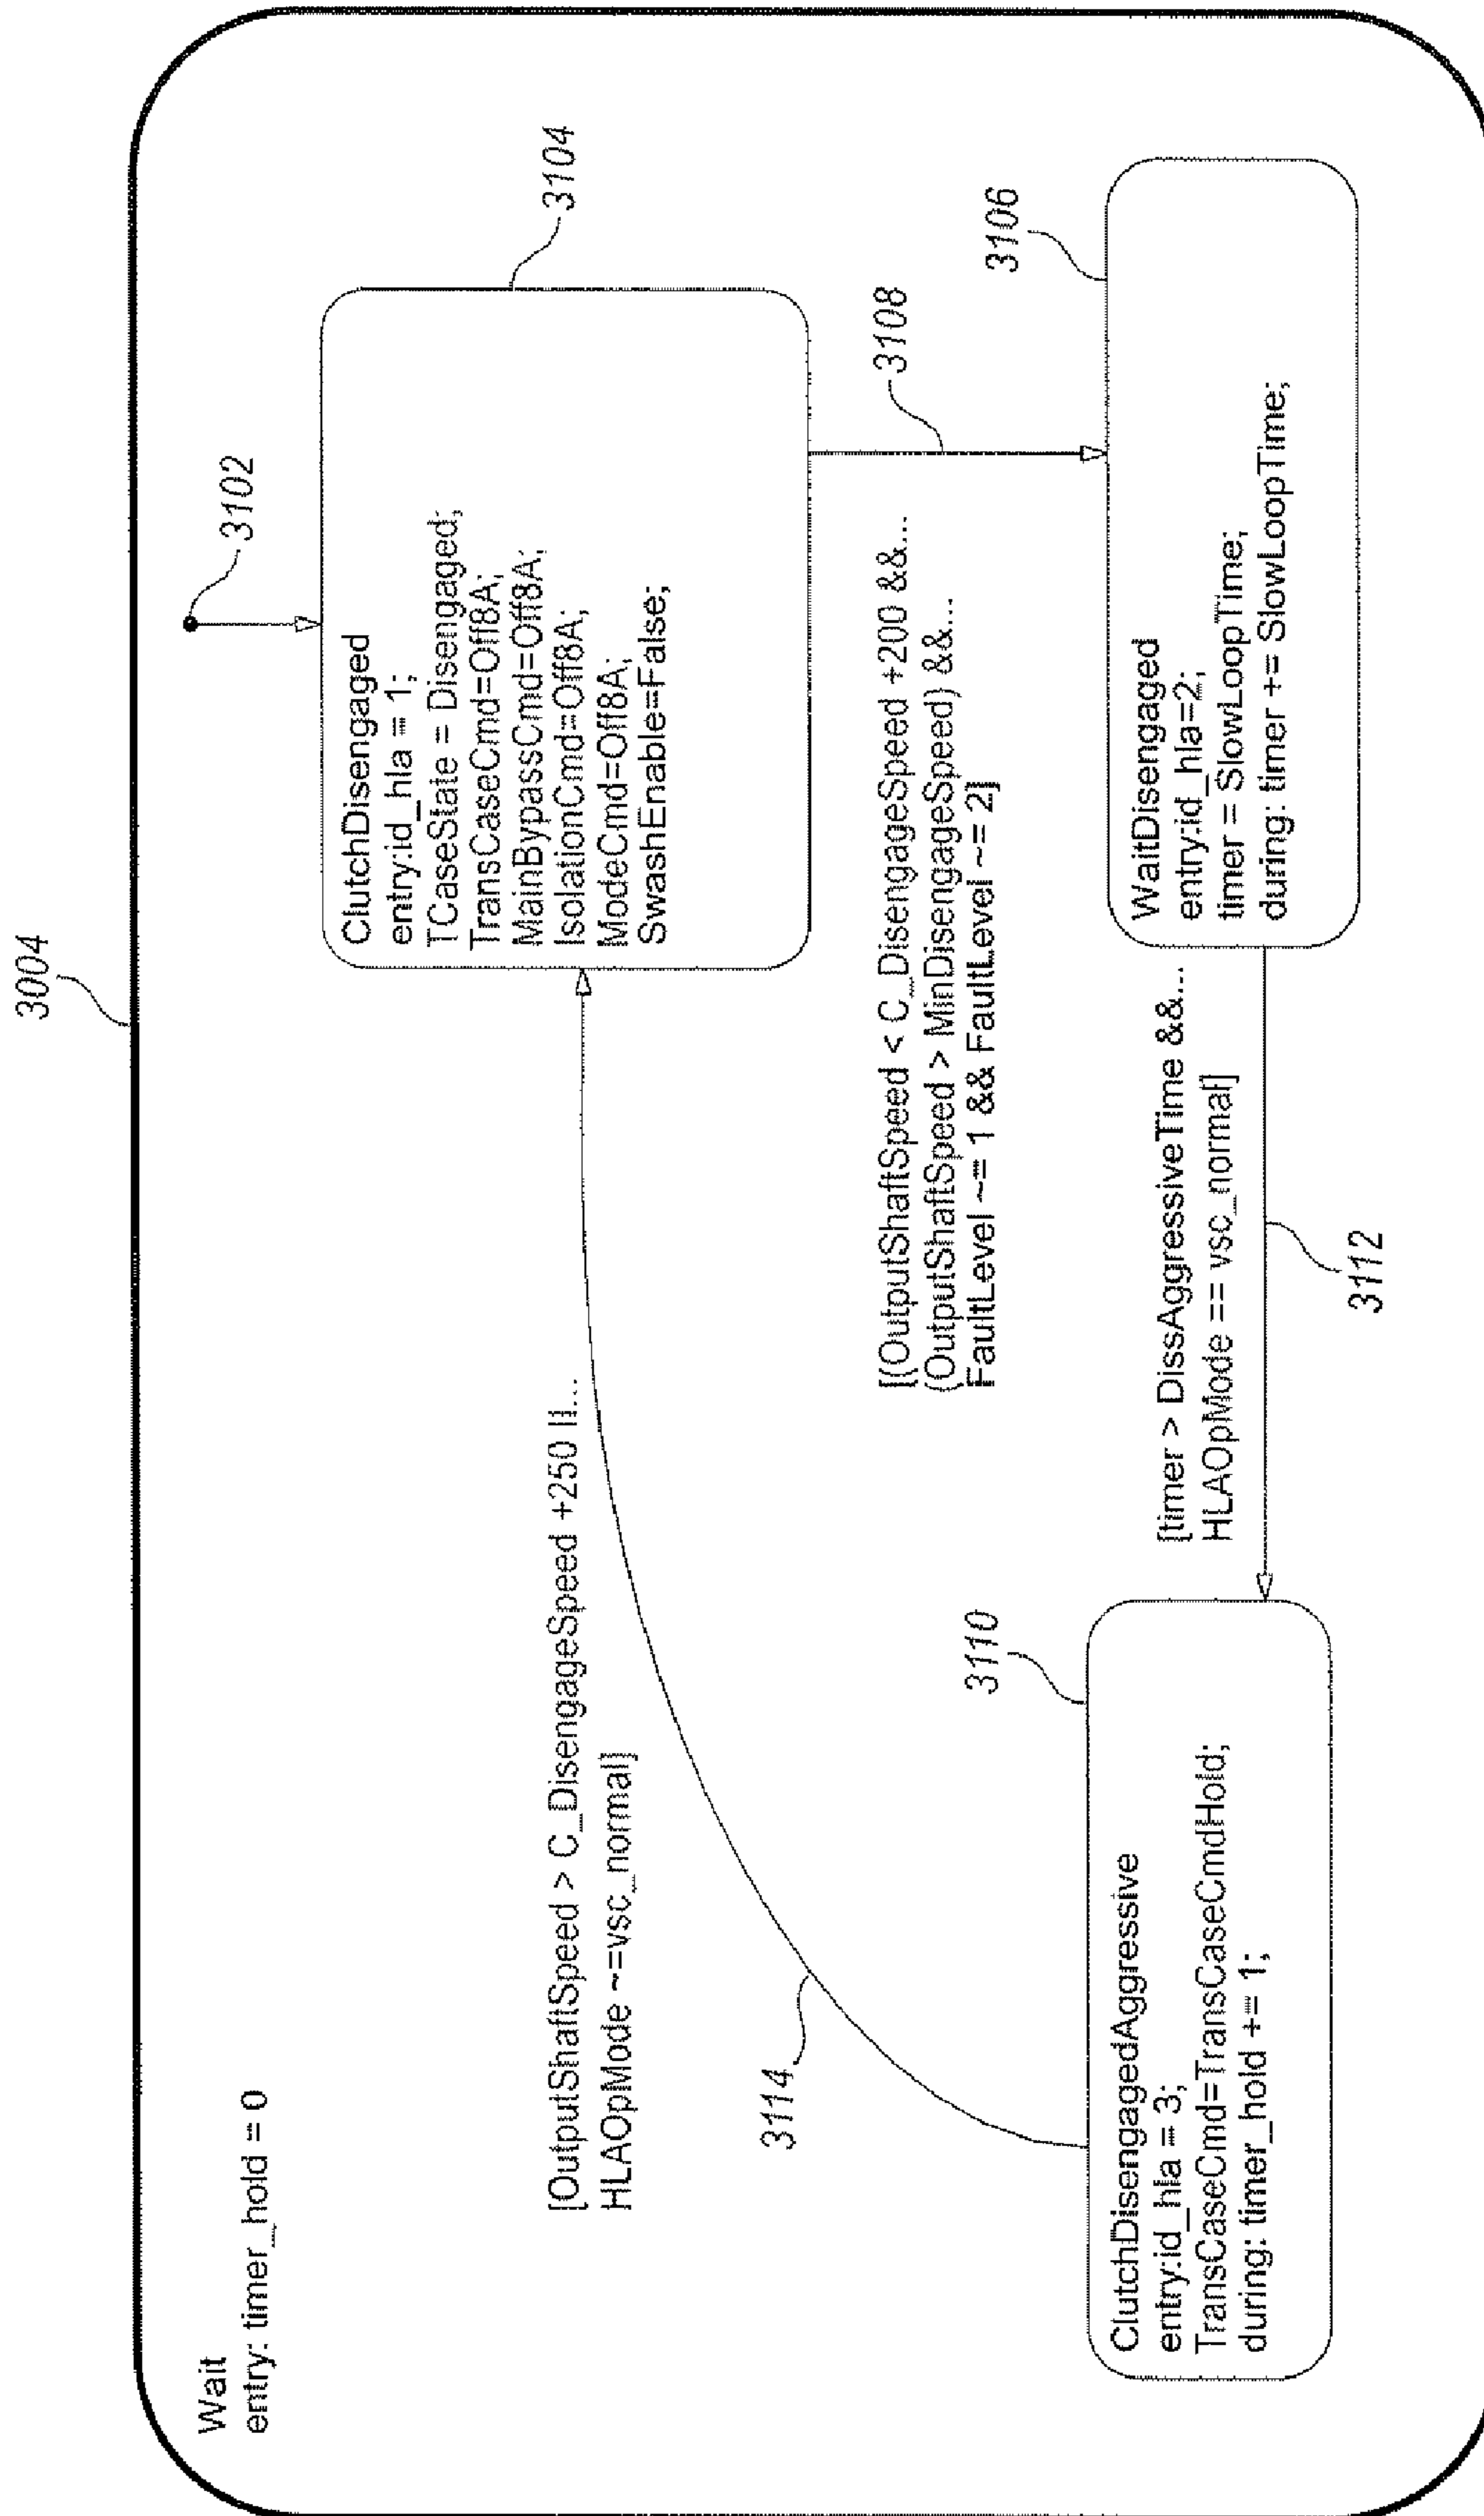 3004
Wait
entry: timer_hold = 0
3102
ClutchDisengaged
entry:id_hla = 1;
TCaseState = Disengaged;
TransCaseCmd=Off8A;
MainBypassCmd=Off8A;
IsolationCmd=Off8A;
ModeCmd=Off8A;
SwashEnable=False;
3104
[OutputShaftSpeed > C_DisengageSpeed +250 ||...
HLAOpMode ~=vsc_normal]
3114
3108
[(OutputShaftSpeed < C_DisengageSpeed +200 &&...
(OutputShaftSpeed > MinDisengageSpeed) &&...
FaultLevel ~= 1 && FaultLevel ~= 2]
3106
WaitDisengaged
entry:id_hla=2;
timer = SlowLoopTime;
during: timer += SlowLoopTime;
[timer > DissAggressiveTime &&...
HLAOpMode == vsc_normal]
3112
3110
ClutchDisengagedAggressive
entry:id_hla = 3;
TransCaseCmd=TransCaseCmdHold;
during: timer_hold += 1;